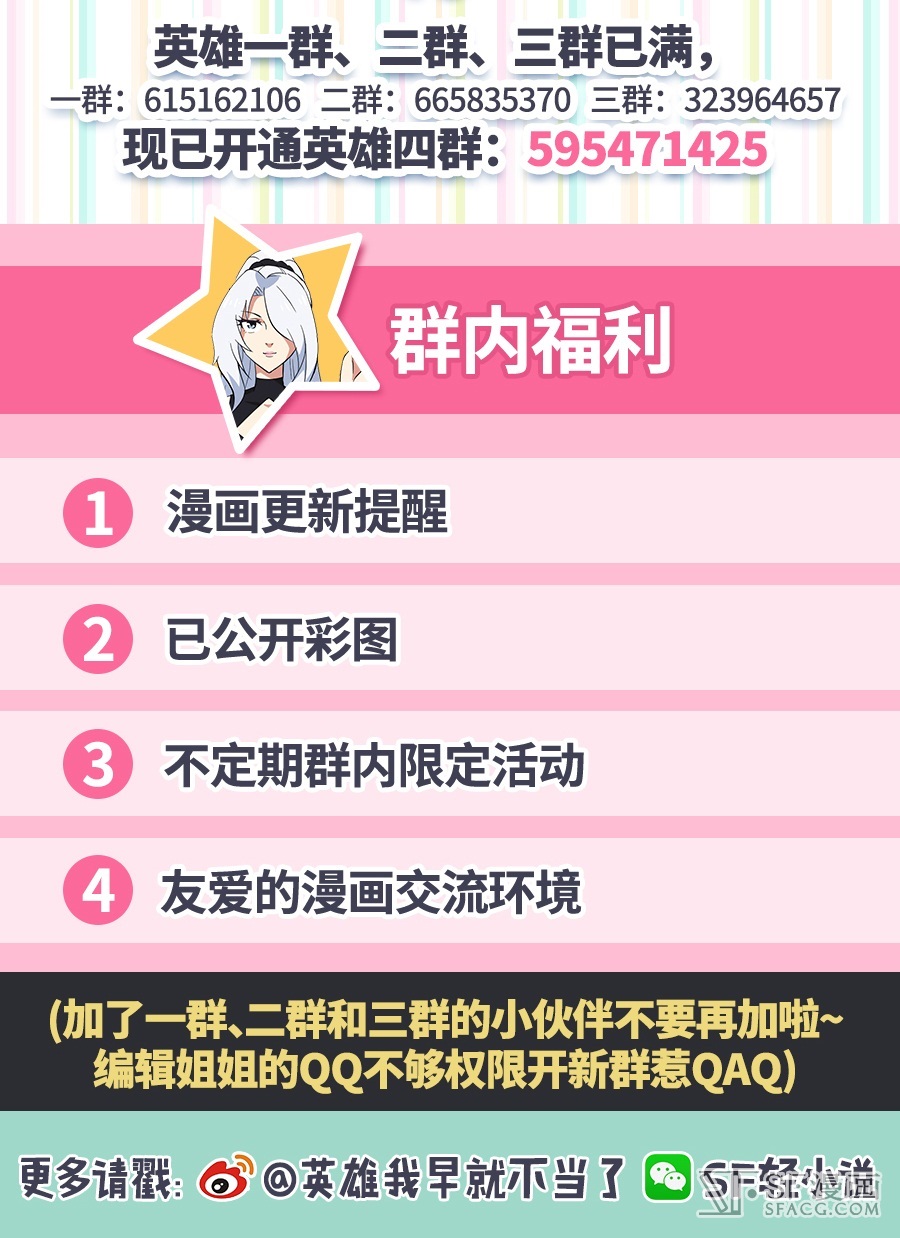 英雄一群、二群、三群已满，
一群：615162106 二群：665835370 三群：323964657
现已开通英雄四群：595471425
群内福利
1 漫画更新提醒
2 已公开彩图
3 不定期群内限定活动
4 友爱的漫画交流环境
(加了一群、二群和三群的小伙伴不要再加啦~
编辑姐姐的QQ不够权限开新群惹QAQ)
更多请戳: @英雄我早就不当了 SF轻小说
SF漫画
SFACG.COM